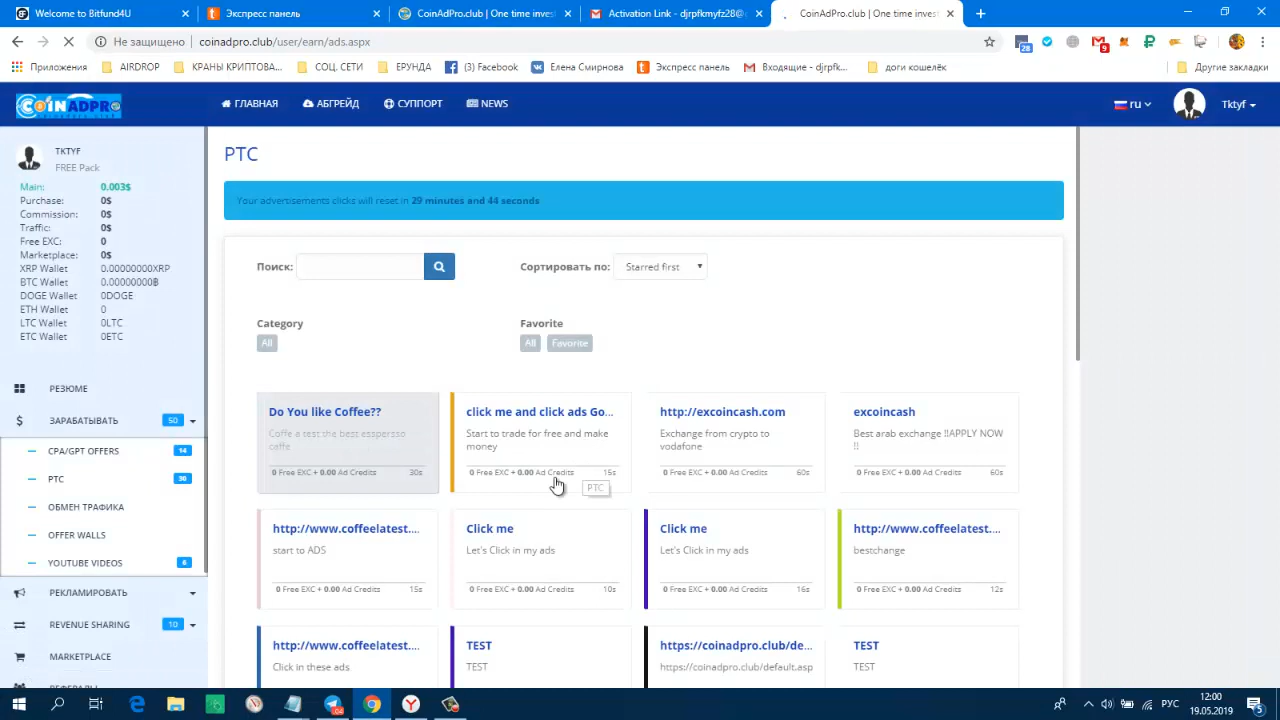 Welcome to Bitfund4U
Экспресс панель
CoinAdPro.club | One time inves
Activation Link - djrpfkmyfz28@
CoinAdPro.club | One time inves
Не защищено | coinadpro.club/user/earn/ads.aspx
28
9
Приложения
AIRDROP
КРАНЫ КРИПТОВА...
СОЦ. СЕТИ
ЕРУНДА
(3) Facebook
Елена Смирнова
Экспресс панель
Входящие - djrpfk...
доги кошелёк
Другие закладки
COINADPRO
ГЛАВНАЯ
АБГРЕЙД
СУППОРТ
NEWS
ru
Tktyf
TKTYF
FREE Pack
Main: 0.003$
Purchase: 0$
Commission: 0$
Traffic: 0$
Free EXC: 0
Marketplace: 0$
XRP Wallet 0.00000000XRP
BTC Wallet 0.00000000฿
DOGE Wallet 0DOGE
ETH Wallet 0
LTC Wallet 0LTC
ETC Wallet 0ETC
РЕЗЮМЕ
ЗАРАБАТЫВАТЬ 50
CPA/GPT OFFERS 14
PTC 30
ОБМЕН ТРАФИКА
OFFER WALLS
YOUTUBE VIDEOS 6
РЕКЛАМИРОВАТЬ
REVENUE SHARING 10
MARKETPLACE
РЕФЕРАЛЫ
PTC
Your advertisements clicks will reset in 29 minutes and 44 seconds
Поиск:
Сортировать по: Starred first
Category
All
Favorite
All Favorite
Do You like Coffee??
Coffe a test the best esspersso
caffe
0 Free EXC + 0.00 Ad Credits 30s
click me and click ads Go...
Start to trade for free and make
money
0 Free EXC + 0.00 Ad Credits 15s
PTC
http://excoincash.com
Exchange from crypto to
vodafone
0 Free EXC + 0.00 Ad Credits 60s
excoincash
Best arab exchange !!APPLY NOW
!!
0 Free EXC + 0.00 Ad Credits 60s
http://www.coffeelatest....
start to ADS
0 Free EXC + 0.00 Ad Credits 15s
Click me
Let's Click in my ads
0 Free EXC + 0.00 Ad Credits 10s
Click me
Let's Click in my ads
0 Free EXC + 0.00 Ad Credits 16s
http://www.coffeelatest....
bestchange
0 Free EXC + 0.00 Ad Credits 12s
http://www.coffeelatest....
Click in these ads
TEST
TEST
https://coinadpro.club/de...
https://coinadpro.club/default.asp
TEST
TEST
РУС
12:00
19.05.2019
5